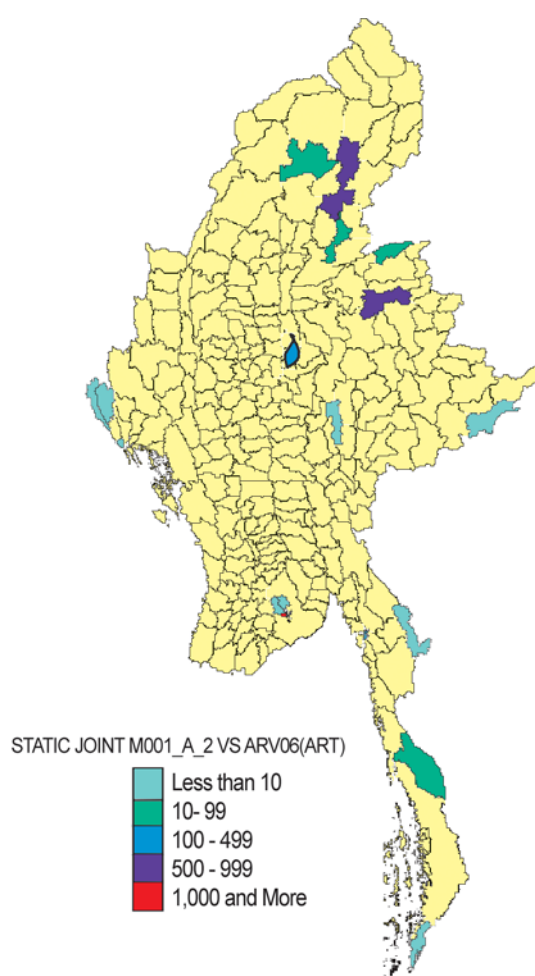 STATIC JOINT M001_A_2 VS ARV06(ART)
Less than 10
10- 99
100 - 499
500 - 999
1,000 and More